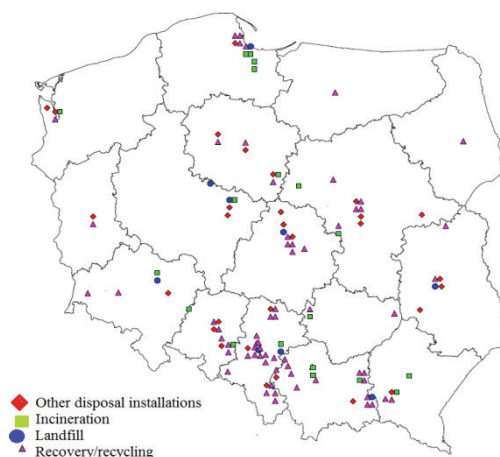 Other disposal installations
Incineration
Landfill
Recovery/recycling